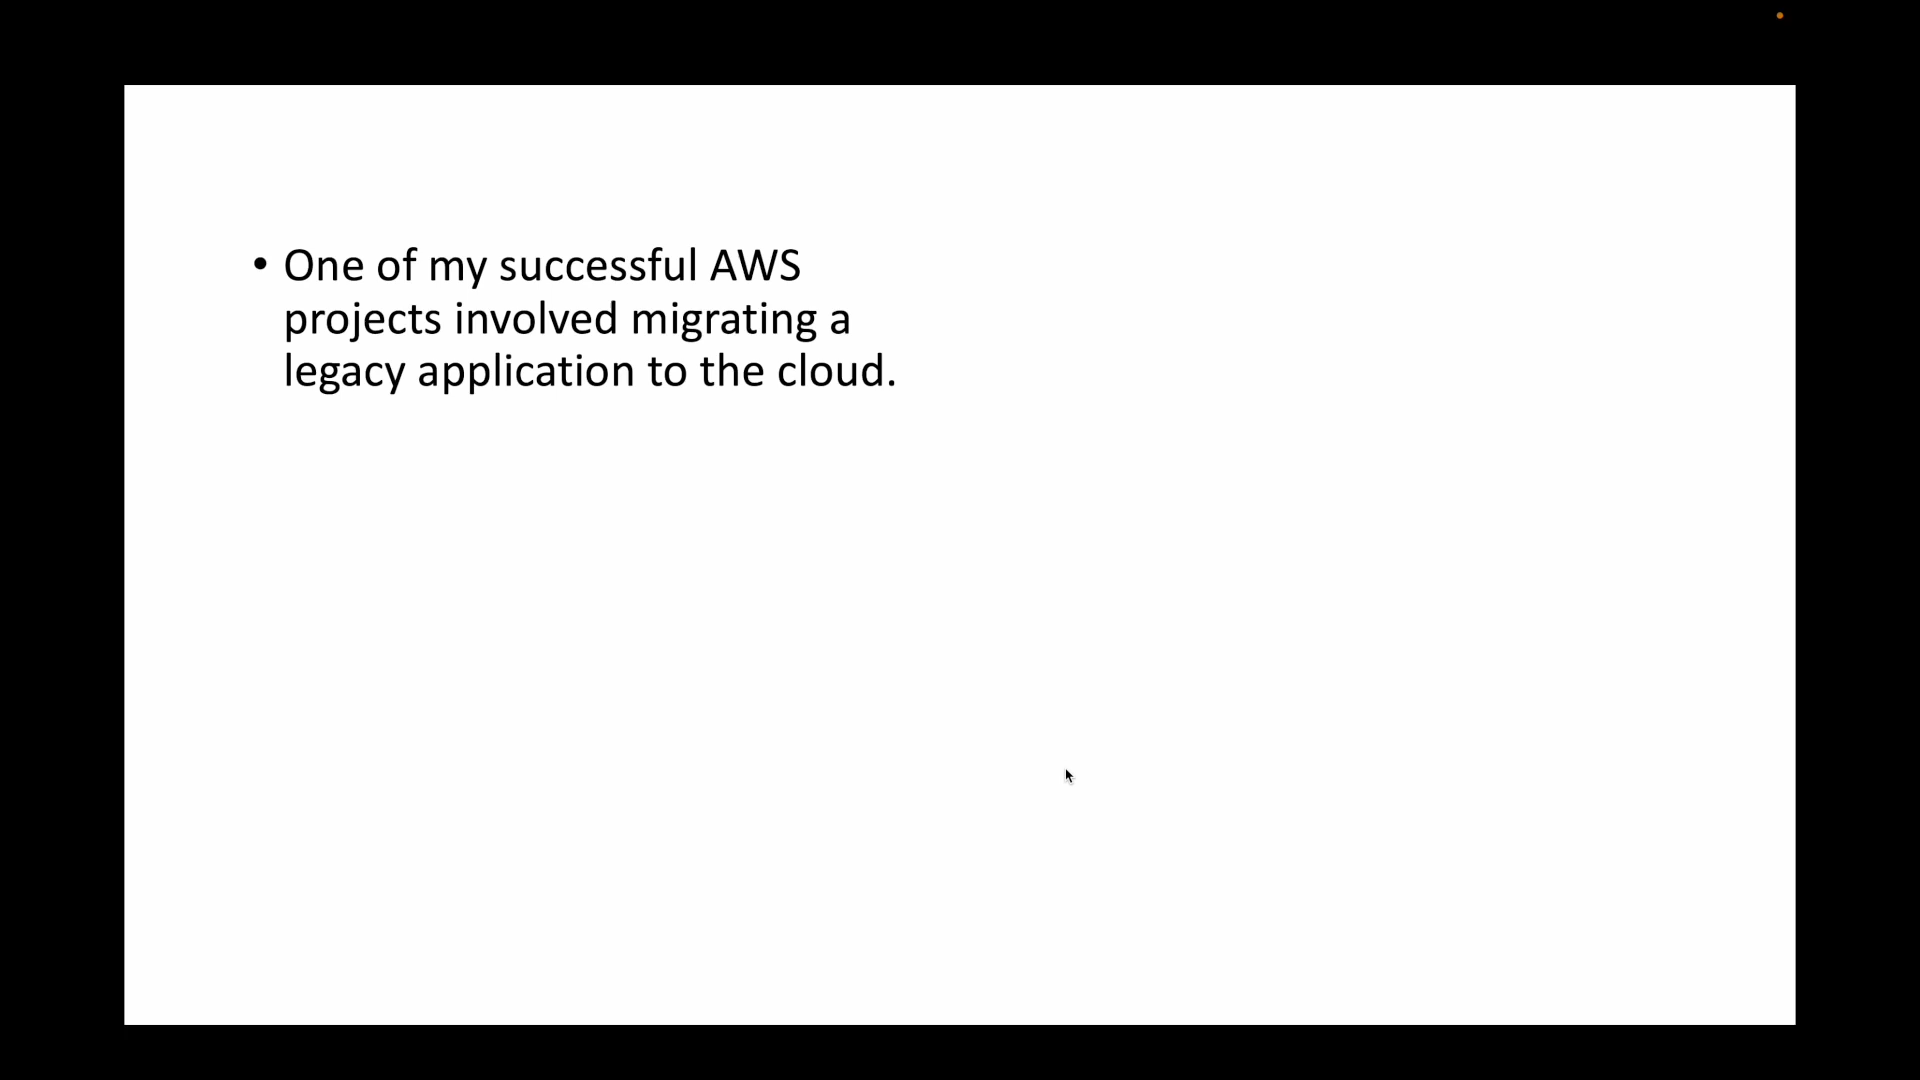 • One of my successful AWS
projects involved migrating a
legacy application to the cloud.